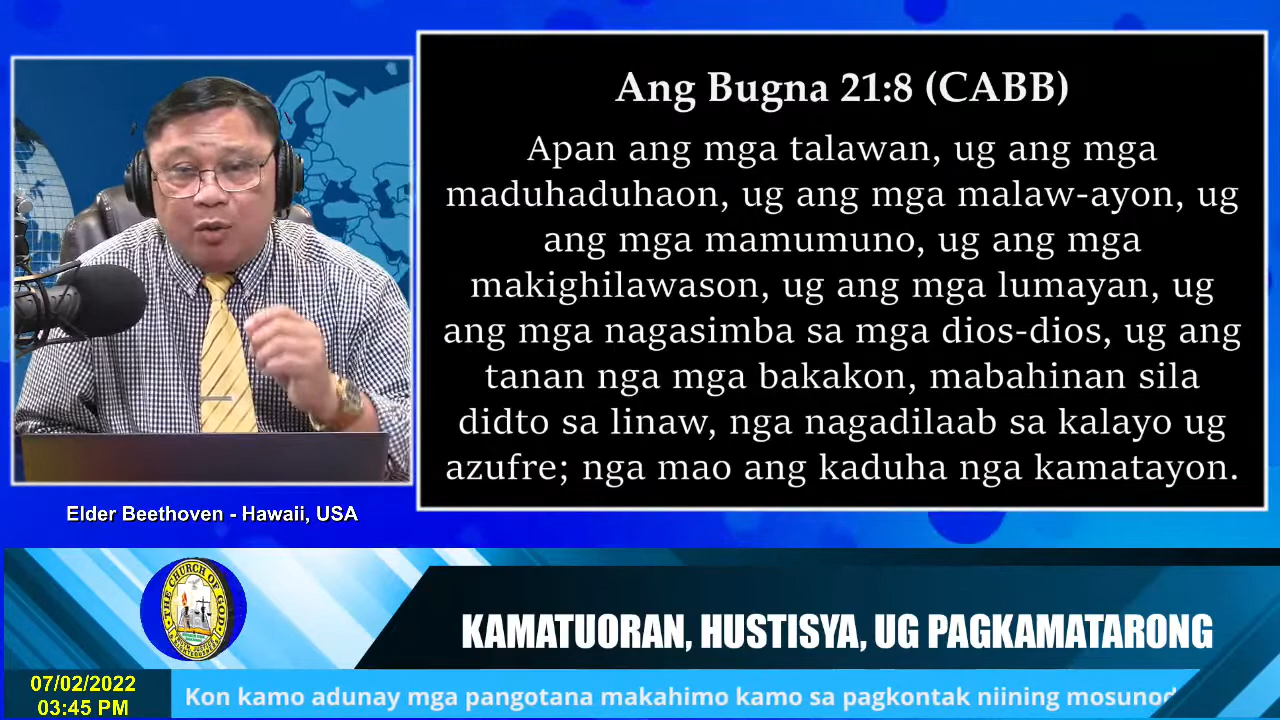 Ang Bugna 21:8 (CABB)
Apan ang mga talawan, ug ang mga
maduhaduhaon, ug ang mga malaw-ayon, ug
ang mga mamumuno, ug ang mga
makighilawason, ug ang mga lumayan, ug
ang mga nagasimba sa mga dios-dios, ug ang
tanan nga mga bakakon, mabahinan sila
didto sa linaw, nga nagadilaab sa kalayo ug
azufre; nga mao ang kaduha nga kamatayon.
Elder Beethoven - Hawaii, USA
THE CHURCH OF GOD
KAMATUORAN, HUSTISYA, UG PAGKAMATARONG
07/02/2022
03:45 PM
Kon kamo adunay mga pangotana makahimo kamo sa pagkontak niining mosunod